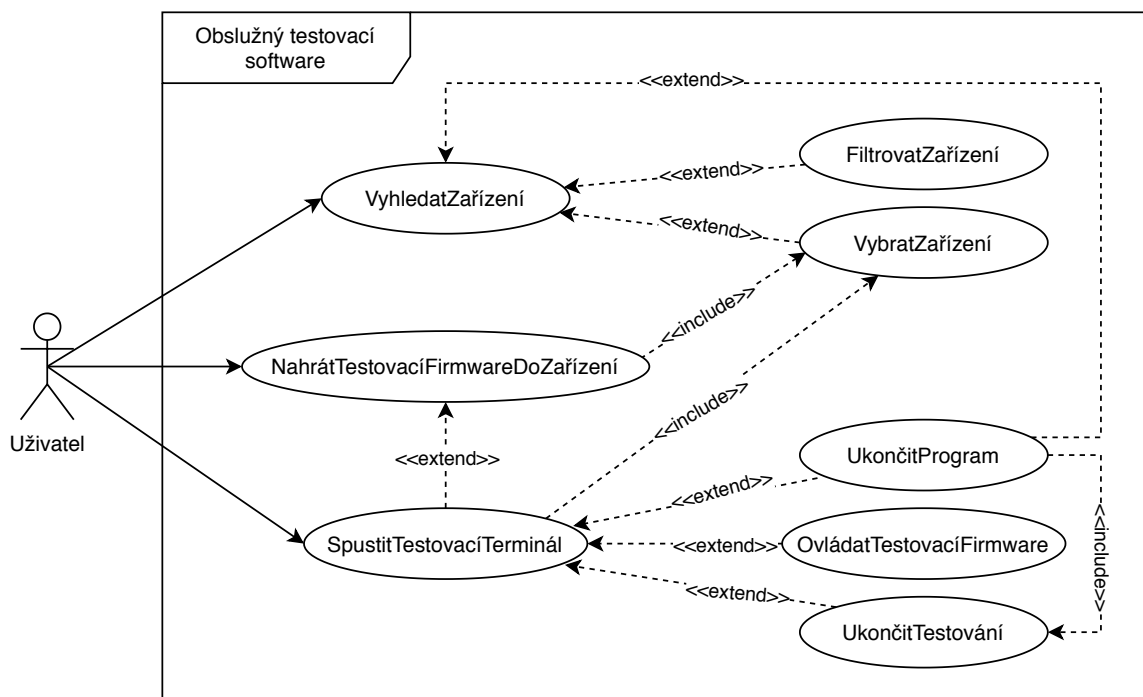 Obslužný testovací
software
<<extend>>
FiltrovatZařízení
<<extend>>
VyhledatZařízení
<<extend>>
VybratZařízení
<<include>>
NahrátTestovacíFirmwareDoZařízení
<<include>>
Uživatel
<<extend>>
UkončitProgram
<<extend>>
<<include>>
SpustitTestovacíTerminál
<<extend>>
OvládatTestovacíFirmware
<<extend>>
UkončitTestování